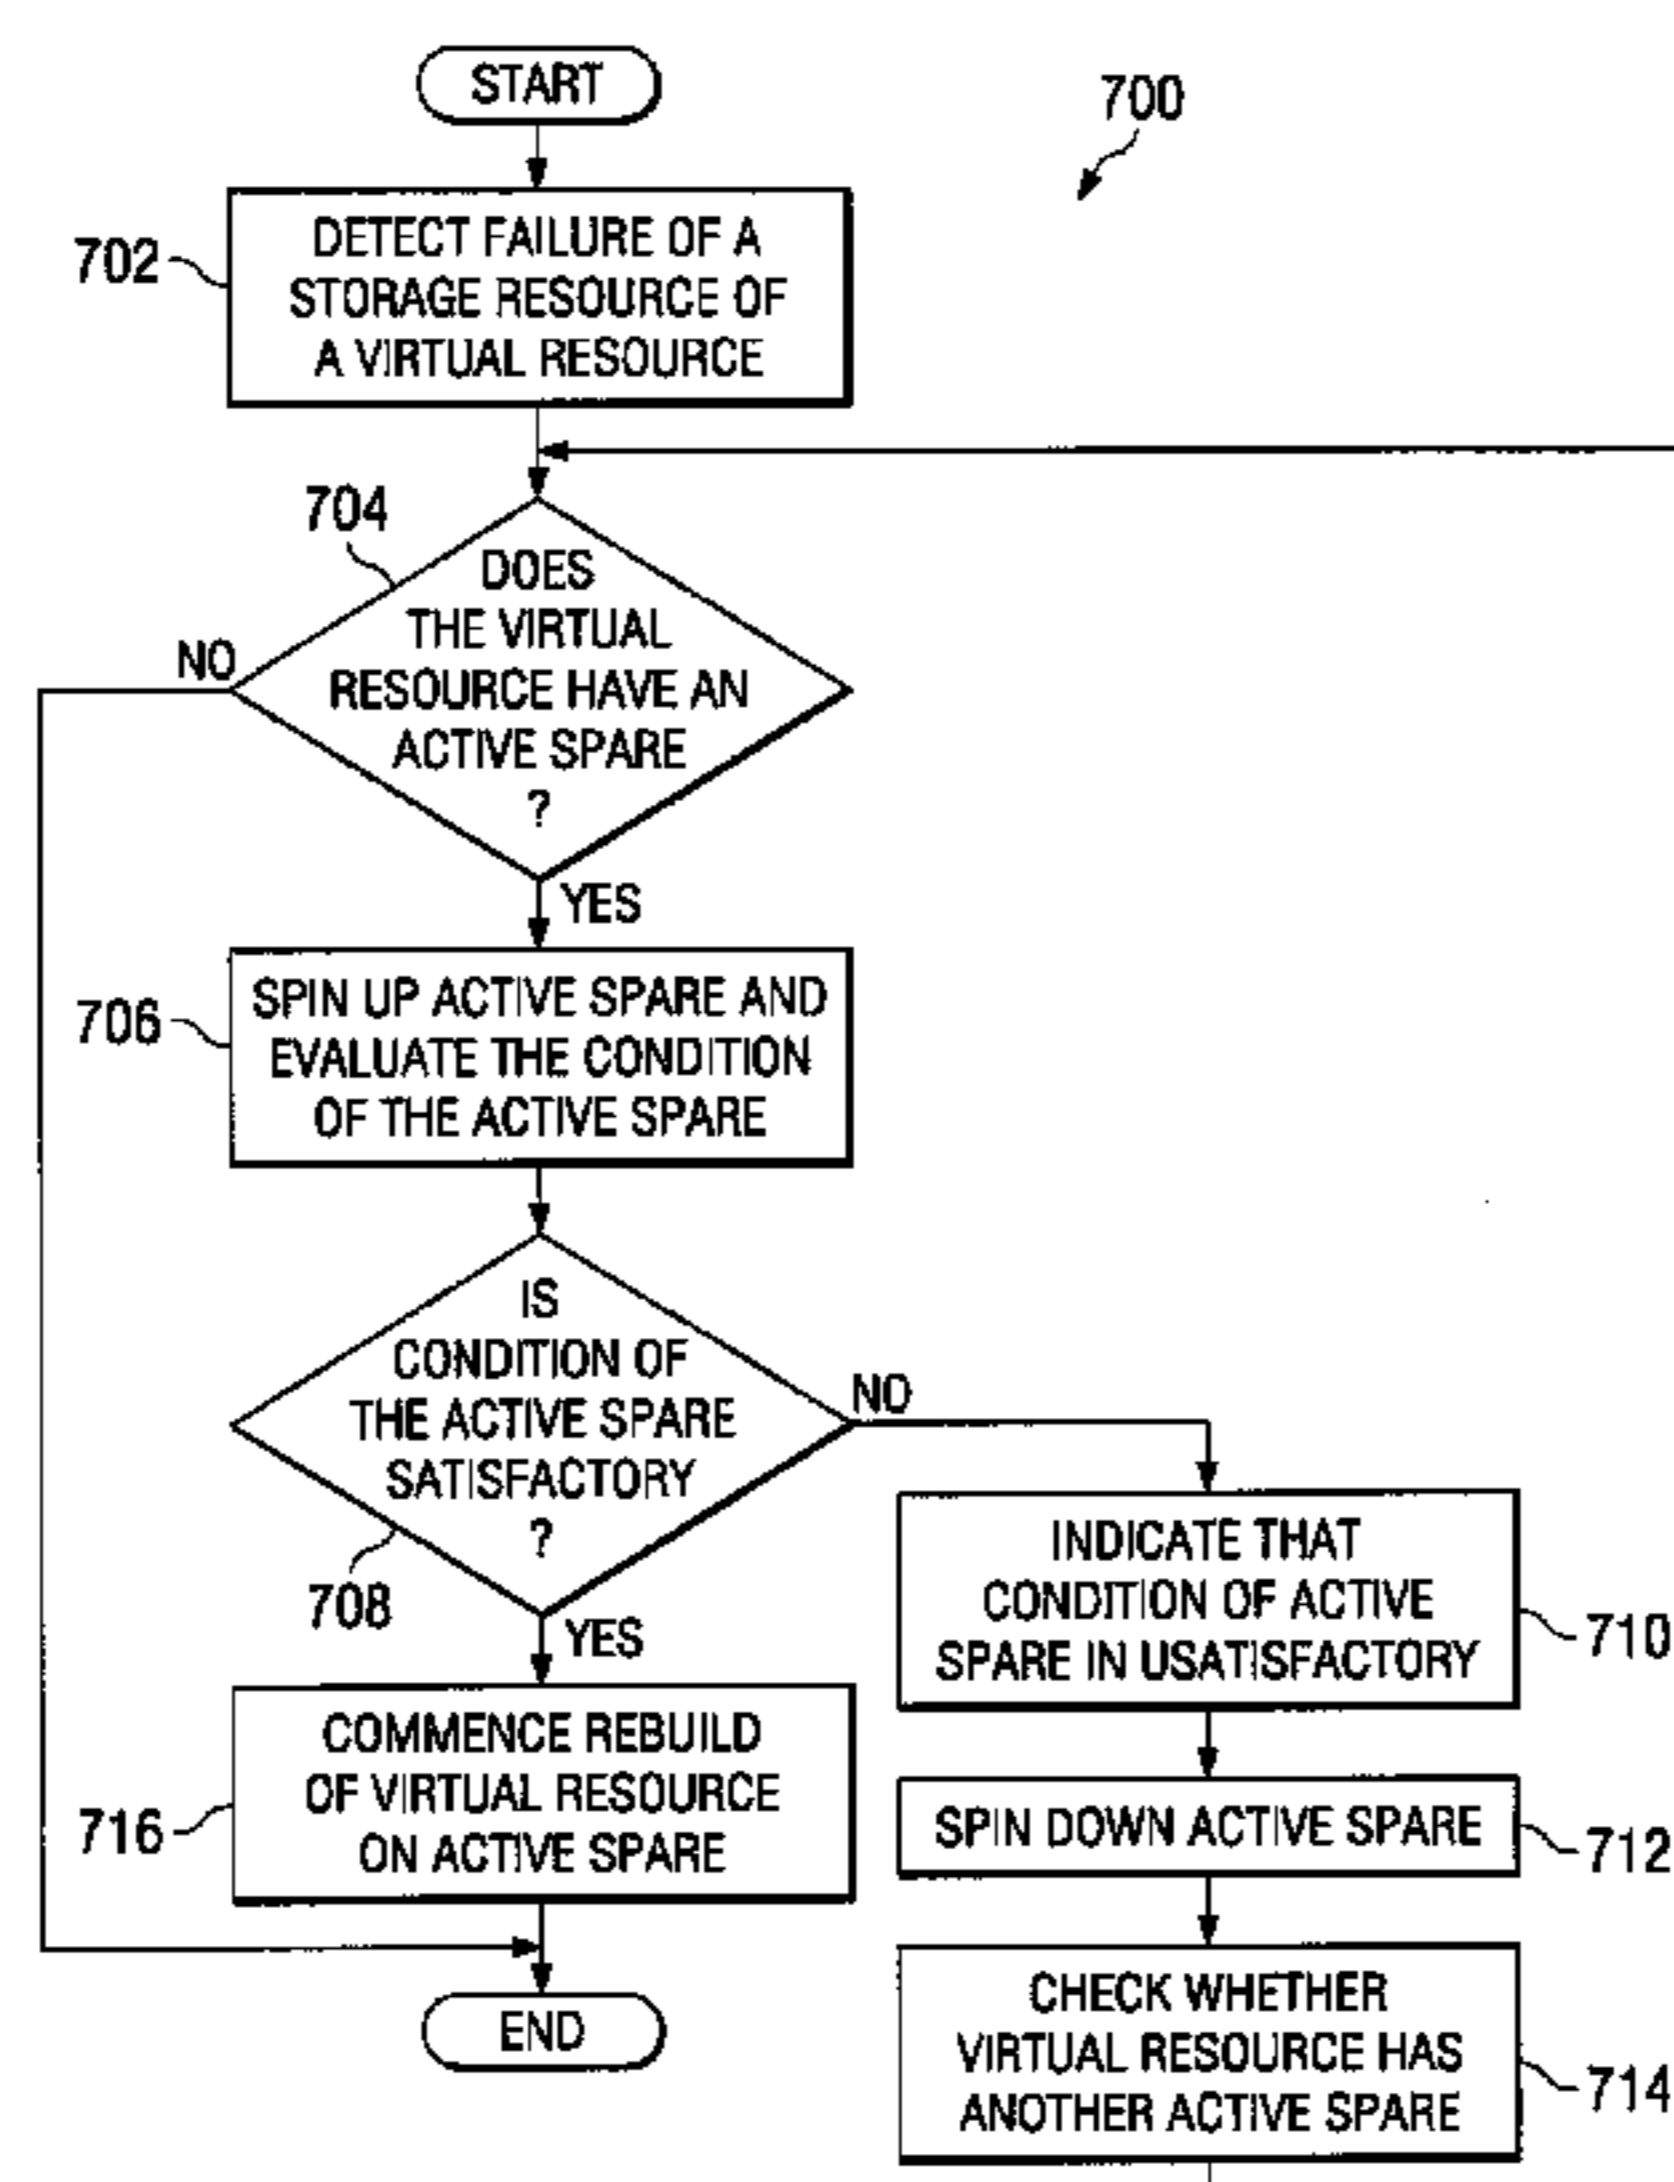 START
700
702
DETECT FAILURE OF A
STORAGE RESOURCE OF
A VIRTUAL RESOURCE
704
DOES
THE VIRTUAL
RESOURCE HAVE AN
ACTIVE SPARE
?
NO
YES
706
SPIN UP ACTIVE SPARE AND
EVALUATE THE CONDITION
OF THE ACTIVE SPARE
IS
CONDITION OF
THE ACTIVE SPARE
SATISFACTORY
?
708
NO
YES
INDICATE THAT
CONDITION OF ACTIVE
SPARE IN USATISFACTORY
710
716
COMMENCE REBUILD
OF VIRTUAL RESOURCE
ON ACTIVE SPARE
SPIN DOWN ACTIVE SPARE
712
END
CHECK WHETHER
VIRTUAL RESOURCE HAS
ANOTHER ACTIVE SPARE
714